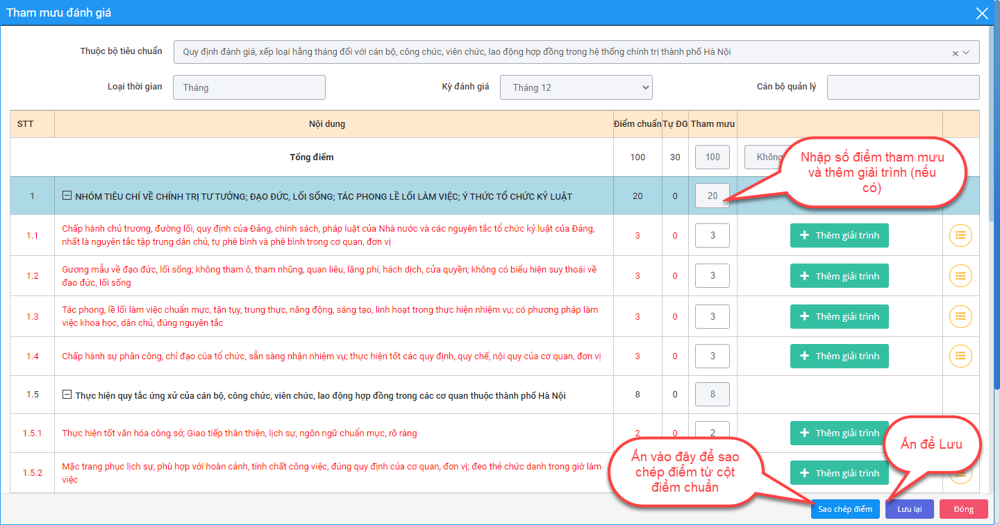 Tham mưu đánh giá
Thuộc bộ tiêu chuẩn
Quy định đánh giá, xếp loại hằng tháng đối với cán bộ, công chức, viên chức, lao động hợp đồng trong hệ thống chính trị thành phố Hà Nội
Loại thời gian
Tháng
Kỳ đánh giá
Tháng 12
Cán bộ quản lý
STT Nội dung Điểm chuẩn Tự ĐG Tham mưu
Tổng điểm 100 30 100 Không
Nhập số điểm tham mưu
và thêm giải trình (nếu
có)
1 NHÓM TIÊU CHÍ VỀ CHÍNH TRỊ TƯ TƯỞNG; ĐẠO ĐỨC, LỐI SỐNG; TÁC PHONG LỀ LỐI LÀM VIỆC; Ý THỨC TỔ CHỨC KỶ LUẬT 20 0 20
1.1 Chấp hành chủ trương, đường lối, quy định của Đảng, chính sách, pháp luật của Nhà nước và các nguyên tắc tổ chức kỷ luật của Đảng,
nhất là nguyên tắc tập trung dân chủ, tự phê bình và phê bình trong cơ quan, đơn vị 3 0 3 Thêm giải trình
1.2 Gương mẫu về đạo đức, lối sống; không tham ô, tham nhũng, quan liêu, lãng phí, hách dịch, cửa quyền; không có biểu hiện suy thoái về
đạo đức, lối sống 3 0 3 Thêm giải trình
1.3 Tác phong, lề lối làm việc chuẩn mực, tận tụy, trung thực, năng động, sáng tạo, linh hoạt trong thực hiện nhiệm vụ; có phương pháp làm
việc khoa học, dân chủ, đúng nguyên tắc 3 0 3 Thêm giải trình
1.4 Chấp hành sự phân công, chỉ đạo của tổ chức, sẵn sàng nhận nhiệm vụ; thực hiện tốt các quy định, quy chế, nội quy của cơ quan, đơn vị 3 0 3 Thêm giải trình
1.5 Thực hiện quy tắc ứng xử của cán bộ, công chức, viên chức, lao động hợp đồng trong các cơ quan thuộc thành phố Hà Nội 8 0 8
1.5.1 Thực hiện tốt văn hóa công sở; Giao tiếp thân thiện, lịch sự, ngôn ngữ chuẩn mực, rõ ràng 2 0 2 Thêm giải trình
1.5.2 Mặc trang phục lịch sự, phù hợp với hoàn cảnh, tính chất công việc, đúng quy định của cơ quan, đơn vị; đeo thẻ chức danh trong giờ làm
việc Thêm giải trình
Ấn vào đây để sao
chép điểm từ cột
điểm chuẩn
Ấn để Lưu
Sao chép điểm Lưu lại Đóng